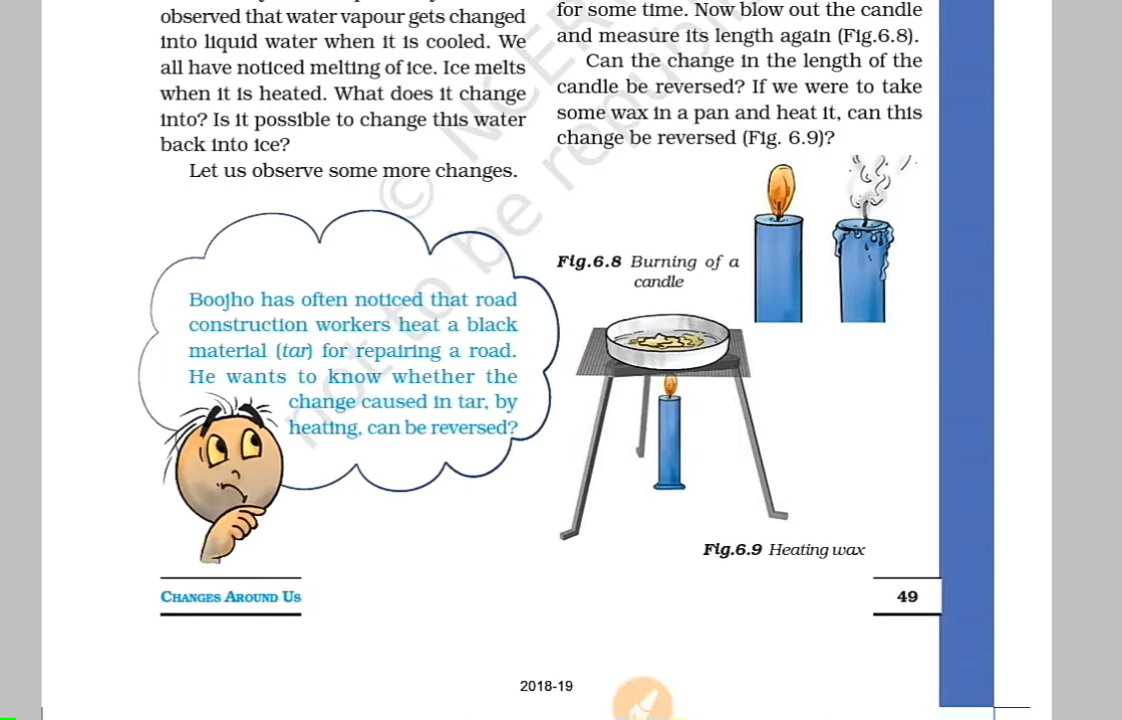 observed that water vapour gets changed
into liquid water when it is cooled. We
all have noticed melting of ice. Ice melts
when it is heated. What does it change
into? Is it possible to change this water
back into ice?
Let us observe some more changes.
Boojho has often noticed that road
construction workers heat a black
material (tar) for repairing a road.
He wants to know whether the
change caused in tar, by
heating, can be reversed?
for some time. Now blow out the candle
and measure its length again (Fig.6.8).
Can the change in the length of the
candle be reversed? If we were to take
some wax in a pan and heat it, can this
change be reversed (Fig. 6.9)?
Fig.6.8 Burning of a
candle
Fig.6.9 Heating wax
CHANGES AROUND US
49
2018-19
© NCERT
not to be republi